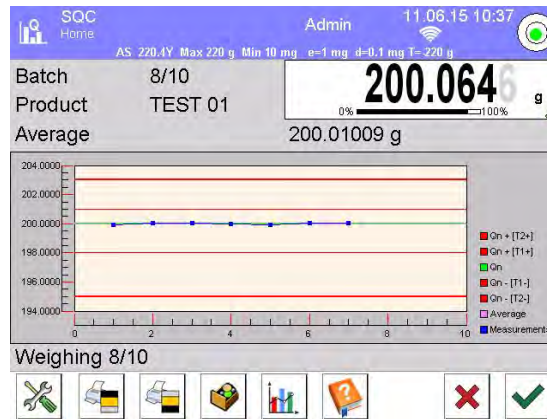 SQC
Home
Admin
11.06.15 10:37
AS 220.4Y Max 220 g Min 10 mg e=1 mg d=0.1 mg T=-220 g
Batch 8/10
Product TEST 01
200.0646 g
0% 100%
Average 200.01009 g
204.0000
202.0000
200.0000
198.0000
196.0000
194.0000
0 2 4 6 8 10
Qn + [T2+]
Qn + [T1+]
Qn
Qn - [T1-]
Qn - [T2-]
Average
Measurement
Weighing 8/10